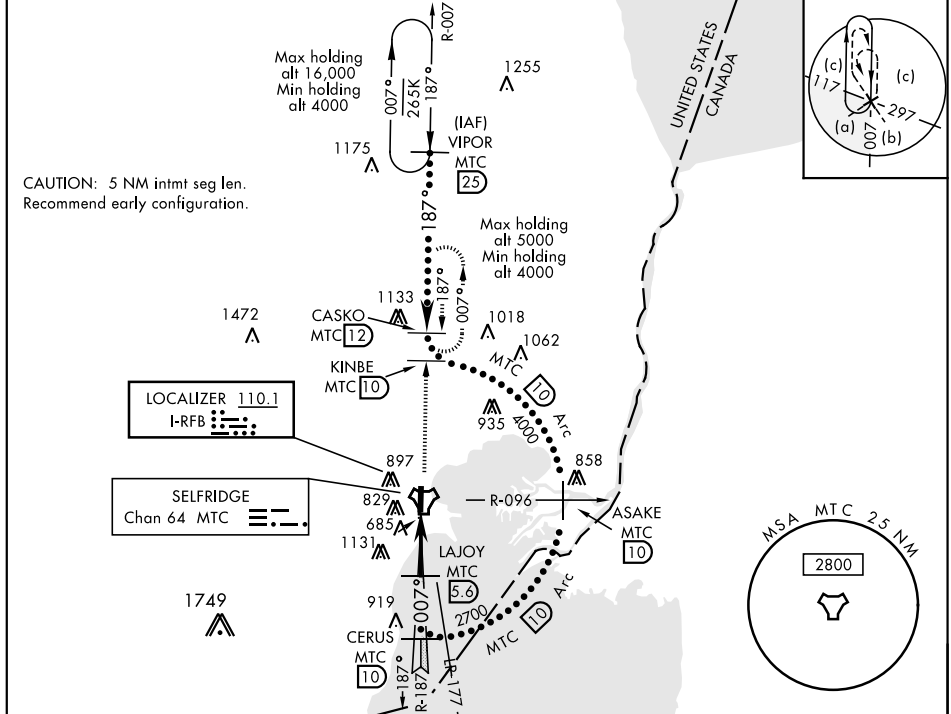 R-007
Max holding
alt 16,000
Min holding
alt 4000
007°
265K
187°
1255
(IAF)
VIPOR
MTC
25
1175
UNITED STATES
CANADA
(c)
(c)
117
297
(a)
(b)
007
CAUTION: 5 NM intmt seg len.
Recommend early configuration.
187°
Max holding
alt 5000
Min holding
alt 4000
187°
007°
1133
1472
CASKO
MTC 12
1018
1062
KINBE
MTC 10
MTC 10 Arc
4000
935
LOCALIZER 110.1
I-RFB
897
858
SELFRIDGE
Chan 64 MTC
829
R-096
ASAKE
MTC
10
685
1131
LAJOY
MTC
5.6
MSA MTC 25 NM
2800
1749
919
007°
2700
MTC 10 Arc
CERUS
MTC
10
187°
R-187
LR-177